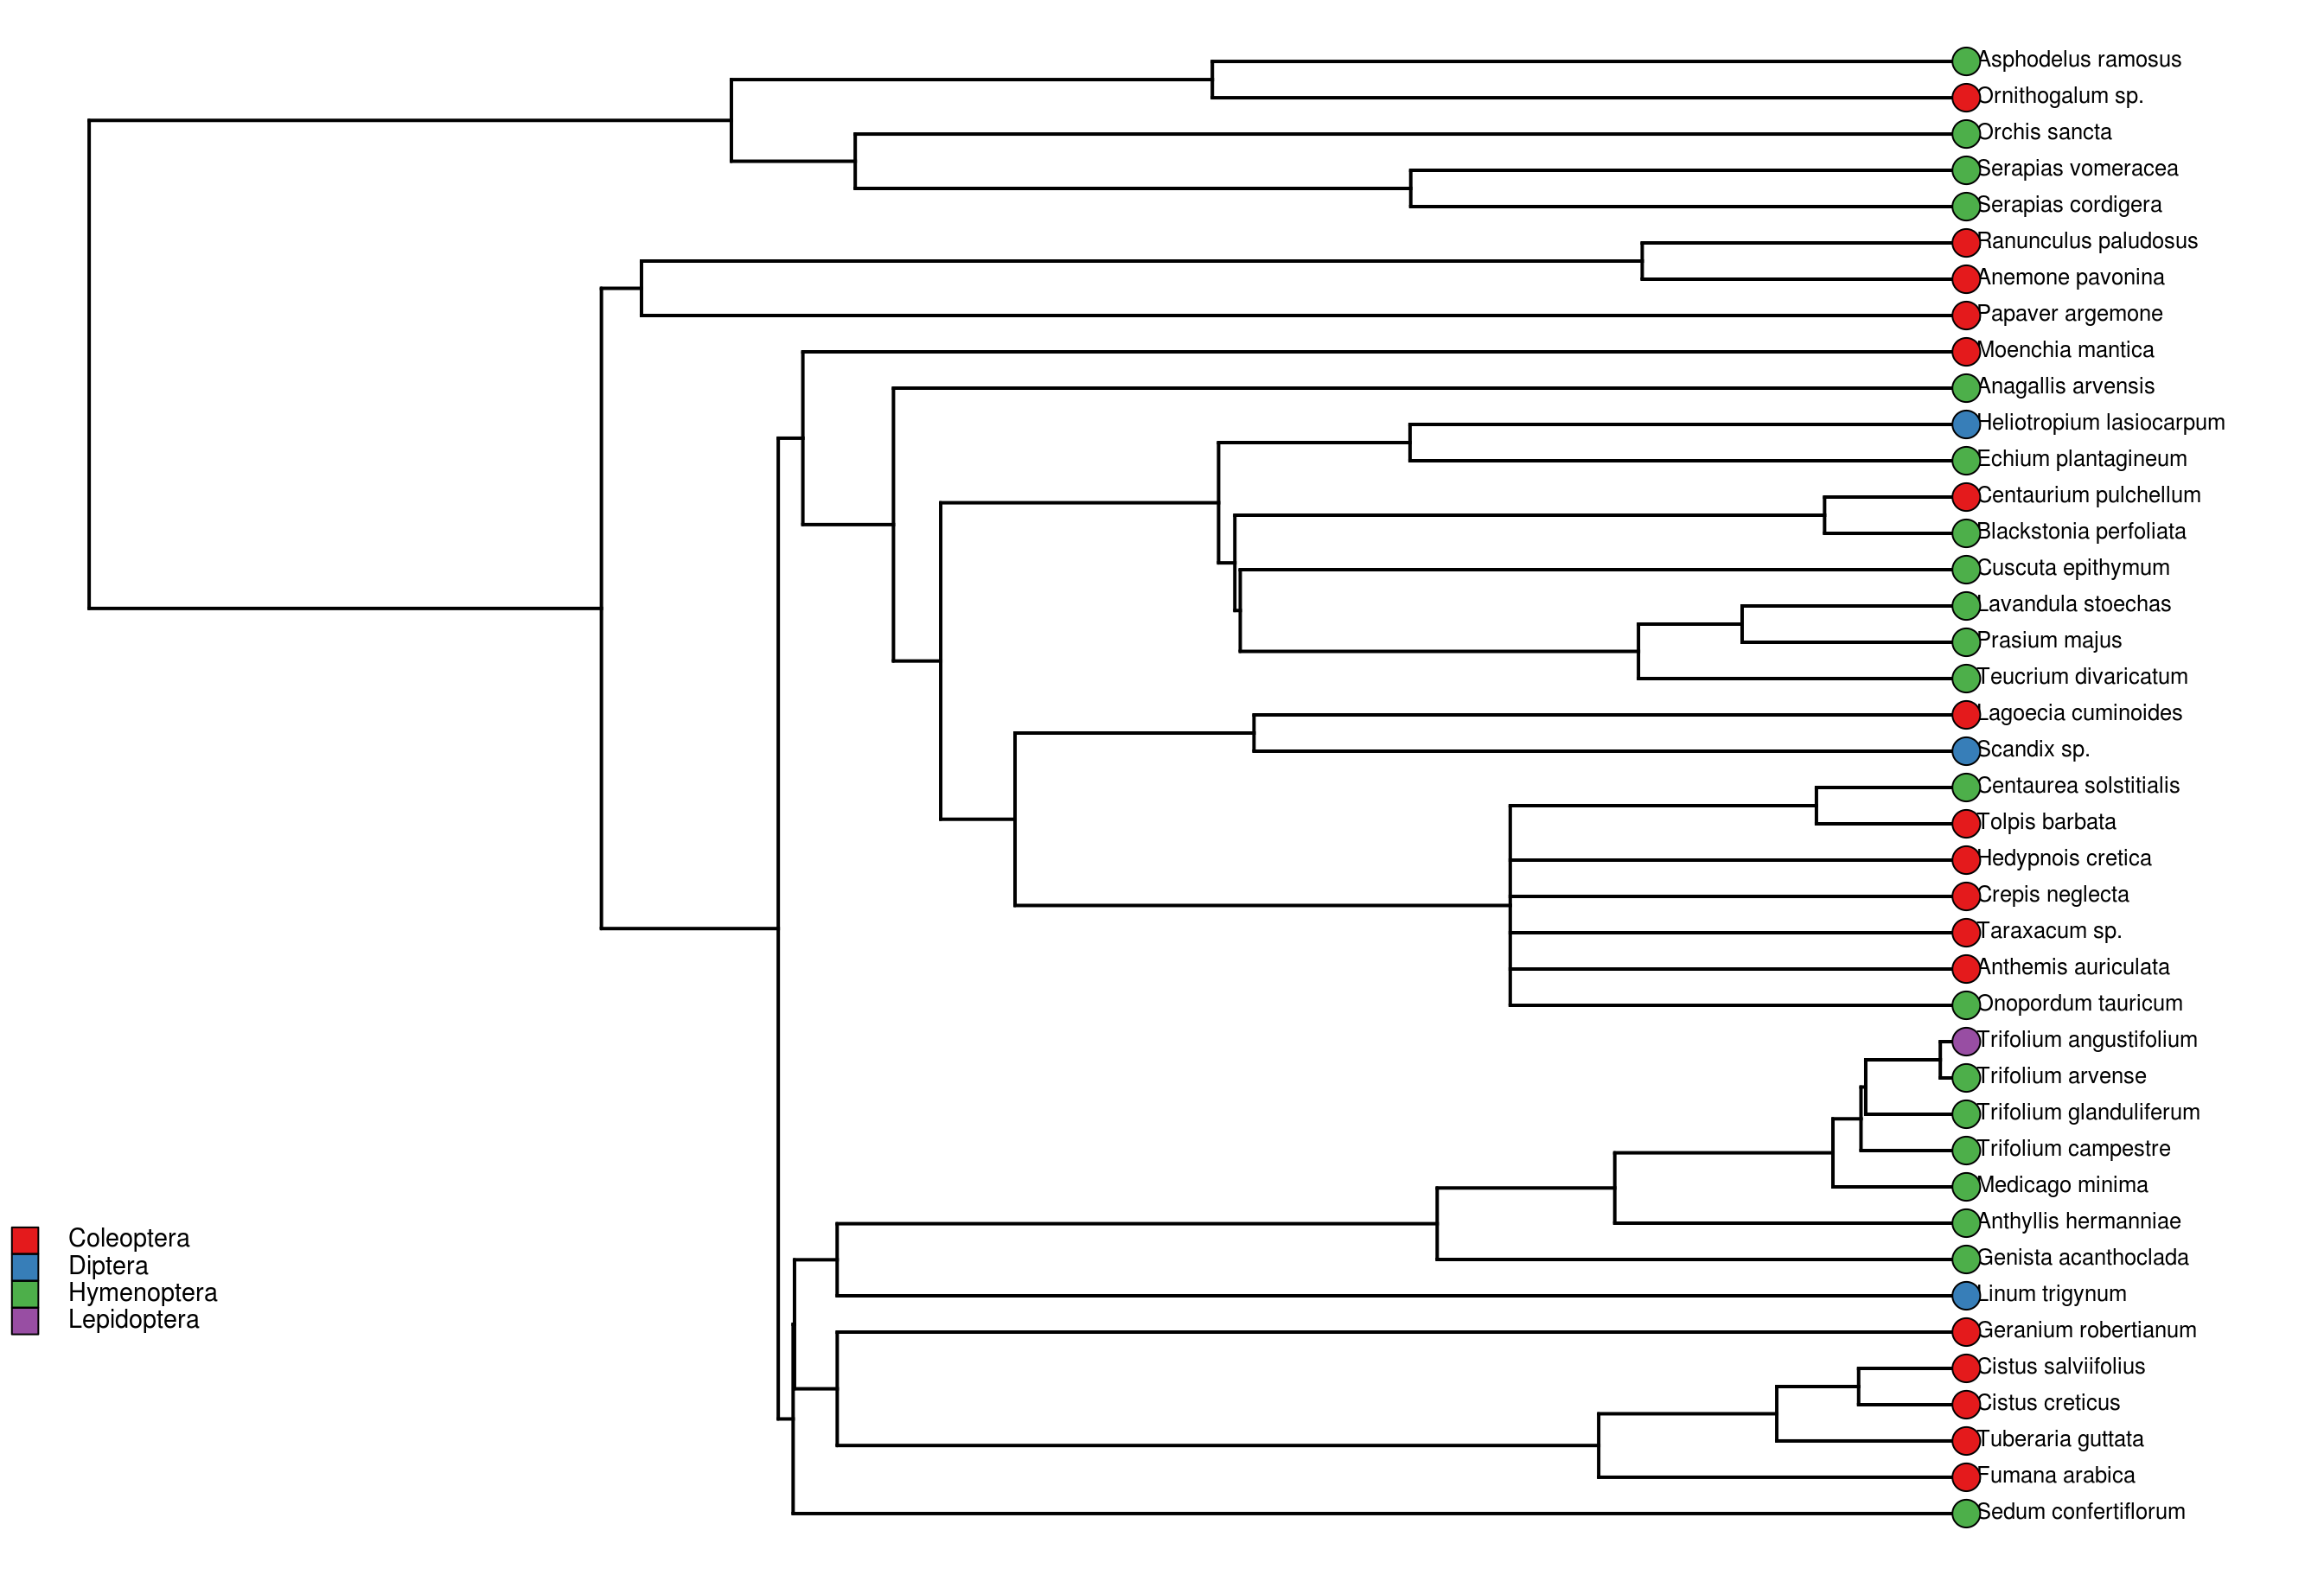 Asphodelus ramosus
Ornithogalum sp.
Orchis sancta
Serapias vomeracea
Serapias cordigera
Ranunculus paludosus
Anemone pavonina
Papaver argemone
Moenchia mantica
Anagallis arvensis
Heliotropium lasiocarpum
Echium plantagineum
Centaurium pulchellum
Blackstonia perfoliata
Cuscuta epithymum
Lavandula stoechas
Prasium majus
Teucrium divaricatum
Lagoecia cuminoides
Scandix sp.
Centaurea solstitialis
Tolpis barbata
Hedypnois cretica
Crepis neglecta
Taraxacum sp.
Anthemis auriculata
Onopordum tauricum
Trifolium angustifolium
Trifolium arvense
Trifolium glanduliferum
Trifolium campestre
Medicago minima
Anthyllis hermanniae
Genista acanthoclada
Linum trigynum
Geranium robertianum
Cistus salviifolius
Cistus creticus
Tuberaria guttata
Fumana arabica
Sedum confertiflorum
Coleoptera
Diptera
Hymenoptera
Lepidoptera